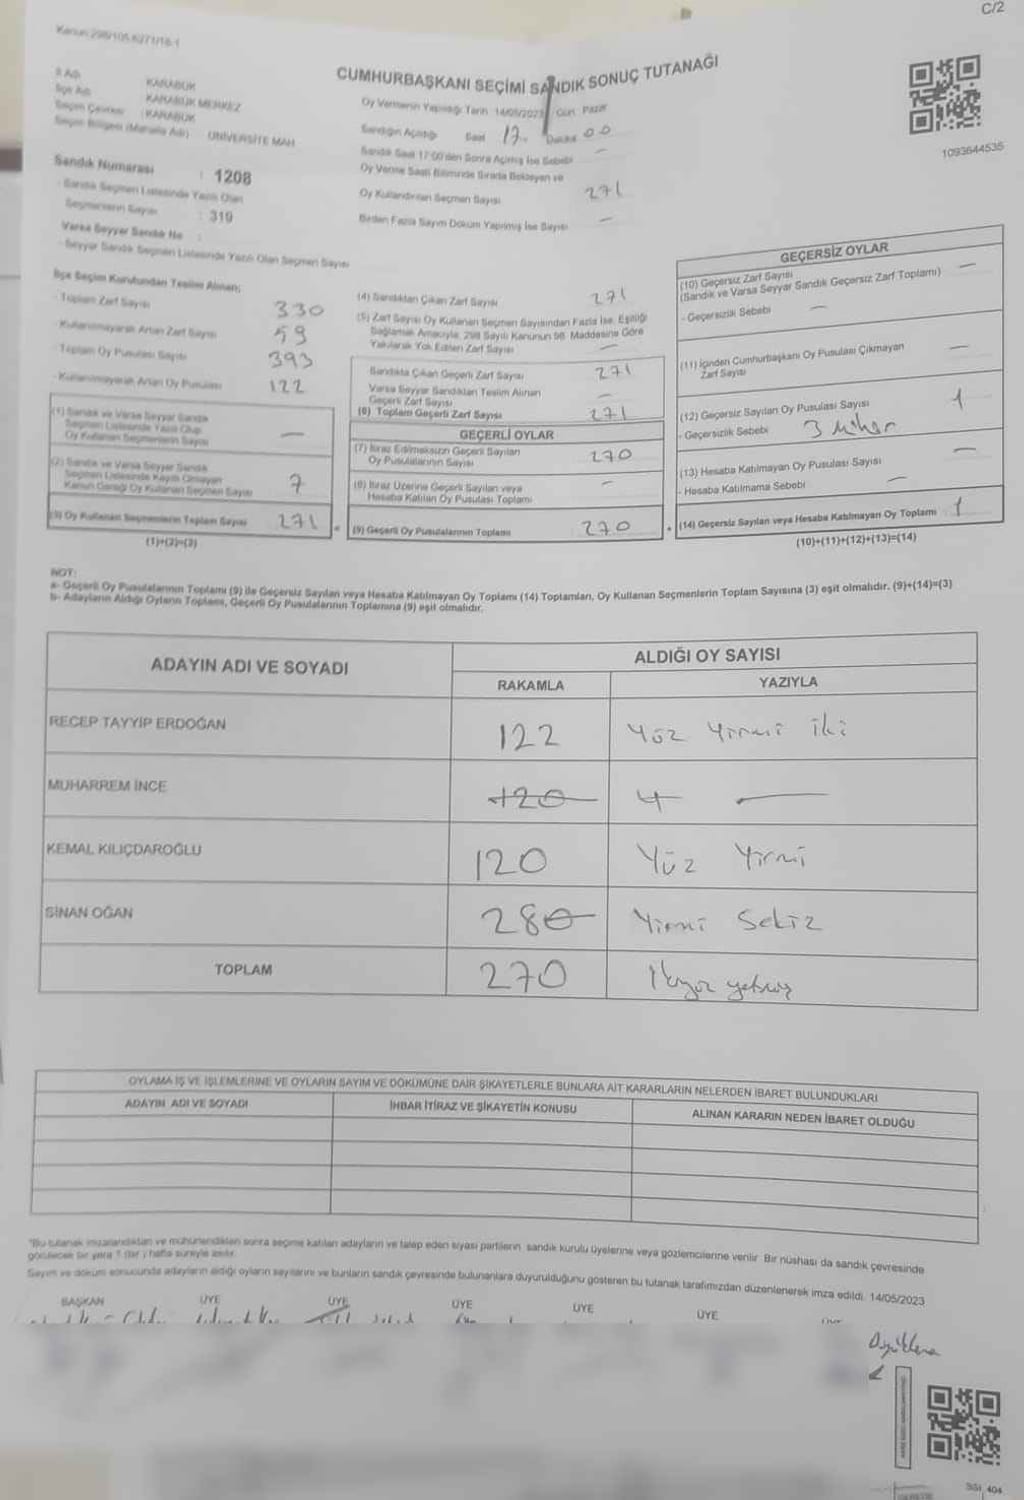 C/2
Kanun 298/105-6271/18-1
CUMHURBAŞKANI SEÇİMİ SANDIK SONUÇ TUTANAĞI
İl Adı KARABÜK
İlçe Adı KARABÜK MERKEZ
Seçim Çevresi : KARABÜK
Seçim Bölgesi (Mahalle Adı) ÜNİVERSİTE MAH.
Sandık Numarası : 1208
- Sandık Seçmen Listesinde Yazılı Olan
Seçmenlerin Sayısı : 319
Varsa Seyyar Sandık No :
- Seyyar Sandık Seçmen Listesinde Yazılı Olan Seçmen Sayısı
Oy Vermenin Yapıldığı Tarih 14/05/2023 Gün Pazar
Sandığın Açıldığı Saat 17 Dakika 00
Sandık Saat 17:00'den Sonra Açılmış İse Sebebi —
Oy Verme Saati Bitiminde Sırada Bekleyen ve
Oy Kullandırılan Seçmen Sayısı 271
Birden Fazla Sayım Döküm Yapılmış İse Sayısı —
1093644535
İlçe Seçim Kurulundan Teslim Alınan;
- Toplam Zarf Sayısı 330
- Kullanılmayarak Artan Zarf Sayısı 59
- Toplam Oy Pusulası Sayısı 393
- Kullanılmayarak Artan Oy Pusulası 122
(1) Sandık ve Varsa Seyyar Sandık
Seçmen Listesinde Yazılı Olup
Oy Kullanan Seçmenlerin Sayısı —
(2) Sandık ve Varsa Seyyar Sandık
Seçmen Listesinde Kayıtlı Olmayan
Kanun Gereği Oy Kullanan Seçmen Sayısı 7
(3) Oy Kullanan Seçmenlerin Toplam Sayısı 271
(1)+(2)=(3)
(4) Sandıktan Çıkan Zarf Sayısı 271
(5) Zarf Sayısı Oy Kullanan Seçmen Sayısından Fazla İse, Eşitliği
Sağlamak Amacıyla, 298 Sayılı Kanunun 98. Maddesine Göre
Yakılarak Yok Edilen Zarf Sayısı —
Sandıkta Çıkan Geçerli Zarf Sayısı 271
Varsa Seyyar Sandıktan Teslim Alınan
Geçerli Zarf Sayısı —
(6) Toplam Geçerli Zarf Sayısı 271
GEÇERLİ OYLAR
(7) İtiraz Edilmeksizin Geçerli Sayılan
Oy Pusulalarının Sayısı 270
(8) İtiraz Üzerine Geçerli Sayılan veya
Hesaba Katılan Oy Pusulası Toplamı —
(9) Geçerli Oy Pusulalarının Toplamı 270
GEÇERSİZ OYLAR
(10) Geçersiz Zarf Sayısı
(Sandık ve Varsa Seyyar Sandık Geçersiz Zarf Toplamı) —
- Geçersizlik Sebebi —
(11) İçinden Cumhurbaşkanı Oy Pusulası Çıkmayan
Zarf Sayısı —
(12) Geçersiz Sayılan Oy Pusulası Sayısı 1
- Geçersizlik Sebebi 3 Mühür
(13) Hesaba Katılmayan Oy Pusulası Sayısı —
- Hesaba Katılmama Sebebi —
(14) Geçersiz Sayılan veya Hesaba Katılmayan Oy Toplamı 1
(10)+(11)+(12)+(13)=(14)
NOT:
a- Geçerli Oy Pusulalarının Toplamı (9) ile Geçersiz Sayılan veya Hesaba Katılmayan Oy Toplamı (14) Toplamları, Oy Kullanan Seçmenlerin Toplam Sayısına (3) eşit olmalıdır. (9)+(14)=(3)
b- Adayların Aldığı Oyların Toplamı, Geçerli Oy Pusulalarının Toplamına (9) eşit olmalıdır.
ADAYIN ADI VE SOYADI
ALDIĞI OY SAYISI
RAKAMLA YAZIYLA
RECEP TAYYİP ERDOĞAN 122 Yüz Yirmi iki
MUHARREM İNCE 120 —
KEMAL KILIÇDAROĞLU 120 Yüz Yirmi
SİNAN OĞAN 280 Yirmi Sekiz
TOPLAM 270 İkiyüz yetmiş
OYLAMA İŞ VE İŞLEMLERİNE VE OYLARIN SAYIM VE DÖKÜMÜNE DAİR ŞİKAYETLERLE BUNLARA AİT KARARLARIN NELERDEN İBARET BULUNDUKLARI
ADAYIN ADI VE SOYADI İHBAR İTİRAZ VE ŞİKAYETİN KONUSU ALINAN KARARIN NEDEN İBARET OLDUĞU
*Bu tutanak imzalandıktan ve mühürlendikten sonra seçime katılan adayların ve talep eden siyasi partilerin sandık kurulu üyelerine veya gözlemcilerine verilir. Bir nüshası da sandık çevresinde
görülecek bir yere 1 (bir) hafta süreyle asılır.
Sayım ve döküm sonucunda adayların aldığı oyların sayılarını ve bunların sandık çevresinde bulunanlara duyurulduğunu gösteren bu tutanak tarafımızdan düzenlenerek imza edildi. 14/05/2023
BAŞKAN ÜYE ÜYE ÜYE ÜYE ÜYE
SSI_404